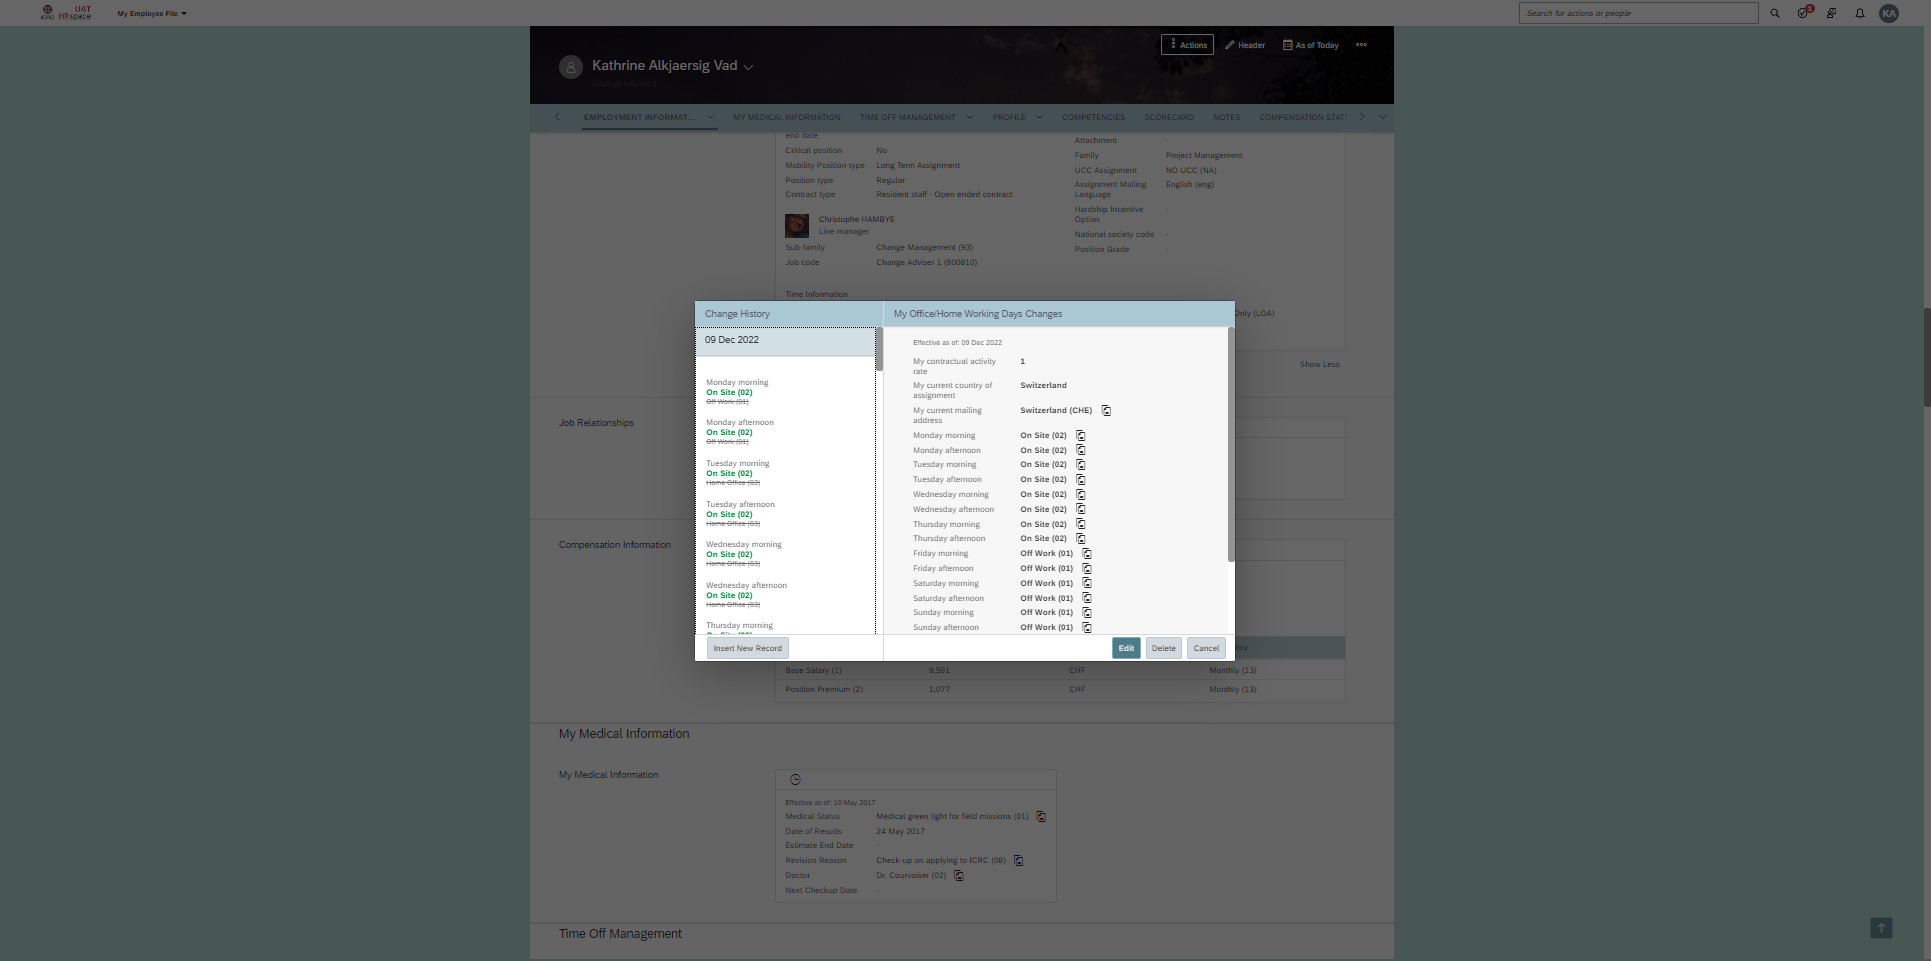 ICRC
UAT
HRspace
My Employee File
Search for actions or people
1
KA
Actions
Header
As of Today
Kathrine Alkjaersig Vad
Change Adviser 1
EMPLOYMENT INFORMAT...
MY MEDICAL INFORMATION
TIME OFF MANAGEMENT
PROFILE
COMPETENCIES
SCORECARD
NOTES
COMPENSATION STAT
end date
Critical position No
Mobility Position type Long Term Assignment
Position type Regular
Contract type Resident staff - Open ended contract
Christophe HAMBYE
Line manager
Sub-family Change Management (93)
Job code Change Adviser 1 (800810)
Time Information
Attachment -
Family Project Management
UCC Assignment NO UCC (NA)
Assignment Mailing Language English (eng)
Hardship Incentive Option -
National society code -
Position Grade -
Only (LOA)
Show Less
Job Relationships
Compensation Information
Change History
09 Dec 2022
Monday morning
On Site (02)
Off Work (01)
Monday afternoon
On Site (02)
Off Work (01)
Tuesday morning
On Site (02)
Home Office (03)
Tuesday afternoon
On Site (02)
Home Office (03)
Wednesday morning
On Site (02)
Home Office (03)
Wednesday afternoon
On Site (02)
Home Office (03)
Thursday morning
On Site (02)
Insert New Record
My Office/Home Working Days Changes
Effective as of: 09 Dec 2022
My contractual activity rate 1
My current country of assignment Switzerland
My current mailing address Switzerland (CHE)
Monday morning On Site (02)
Monday afternoon On Site (02)
Tuesday morning On Site (02)
Tuesday afternoon On Site (02)
Wednesday morning On Site (02)
Wednesday afternoon On Site (02)
Thursday morning On Site (02)
Thursday afternoon On Site (02)
Friday morning Off Work (01)
Friday afternoon Off Work (01)
Saturday morning Off Work (01)
Saturday afternoon Off Work (01)
Sunday morning Off Work (01)
Sunday afternoon Off Work (01)
Edit
Delete
Cancel
ncy
Base Salary (1) 9,591 CHF Monthly (13)
Position Premium (2) 1,077 CHF Monthly (13)
My Medical Information
My Medical Information
Effective as of: 10 May 2017
Medical Status Medical green light for field missions (01)
Date of Results 24 May 2017
Estimate End Date -
Revision Reason Check-up on applying to ICRC (08)
Doctor Dr. Courvoiser (02)
Next Checkup Date -
Time Off Management